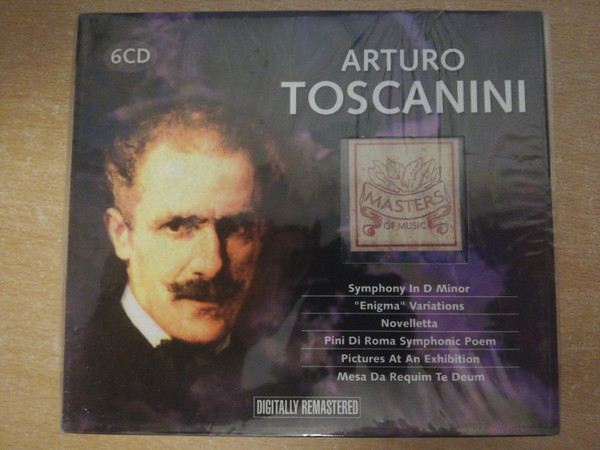 6CD
ARTURO
TOSCANINI
MASTERS
OF MUSIC
Symphony In D Minor
"Enigma" Variations
Novelletta
Pini Di Roma Symphonic Poem
Pictures At An Exhibition
Mesa Da Requim Te Deum
DIGITALLY REMASTERED